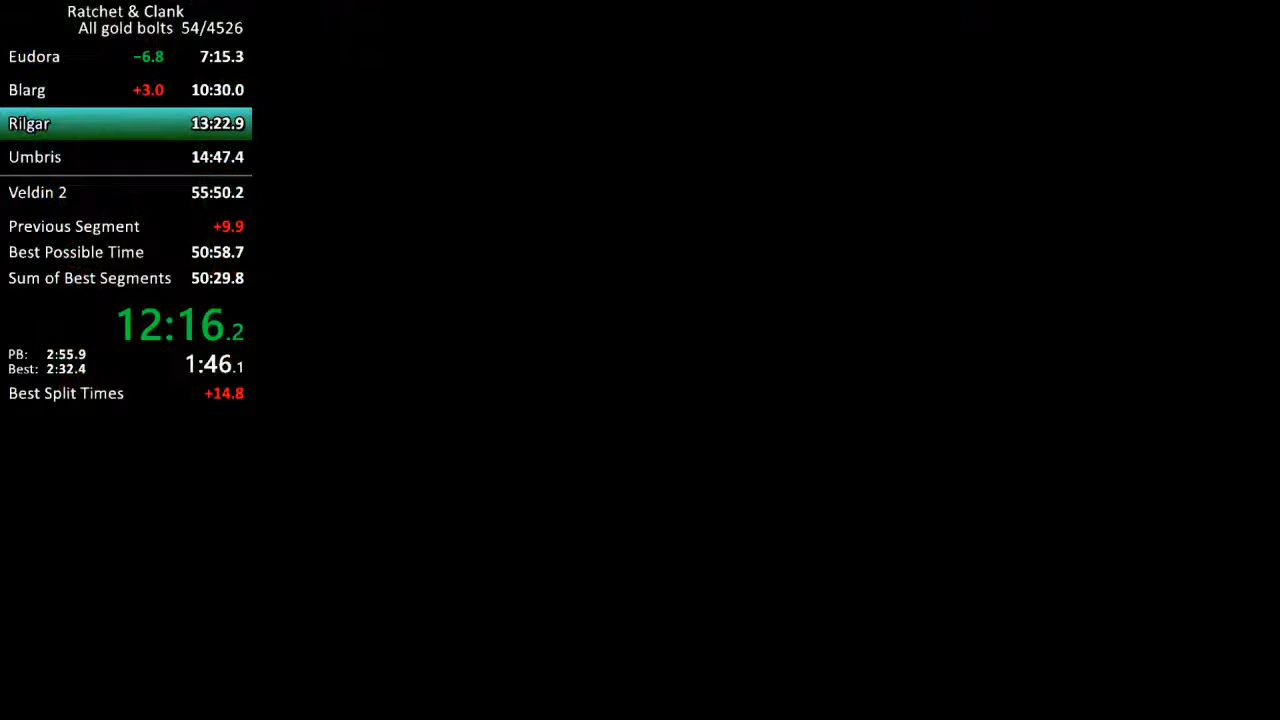 Ratchet & Clank
All gold bolts 54/4526
Eudora −6.8 7:15.3
Blarg +3.0 10:30.0
Rilgar 13:22.9
Umbris 14:47.4
Veldin 2 55:50.2
Previous Segment +9.9
Best Possible Time 50:58.7
Sum of Best Segments 50:29.8
12:16.2
PB: 2:55.9
Best: 2:32.4
1:46.1
Best Split Times +14.8